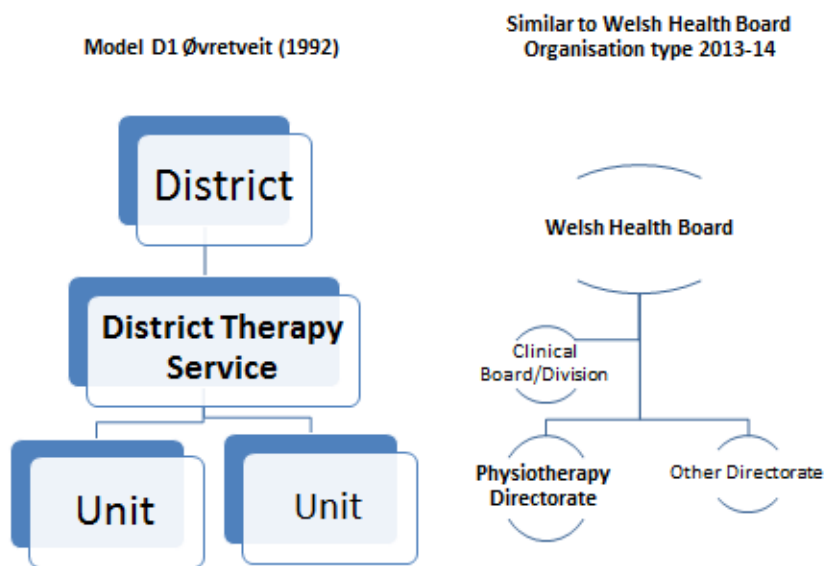 Model D1 Øvretveit (1992)
Similar to Welsh Health Board
Organisation type 2013-14
District
District Therapy
Service
Unit
Unit
Welsh Health Board
Clinical
Board/Division
Physiotherapy
Directorate
Other Directorate